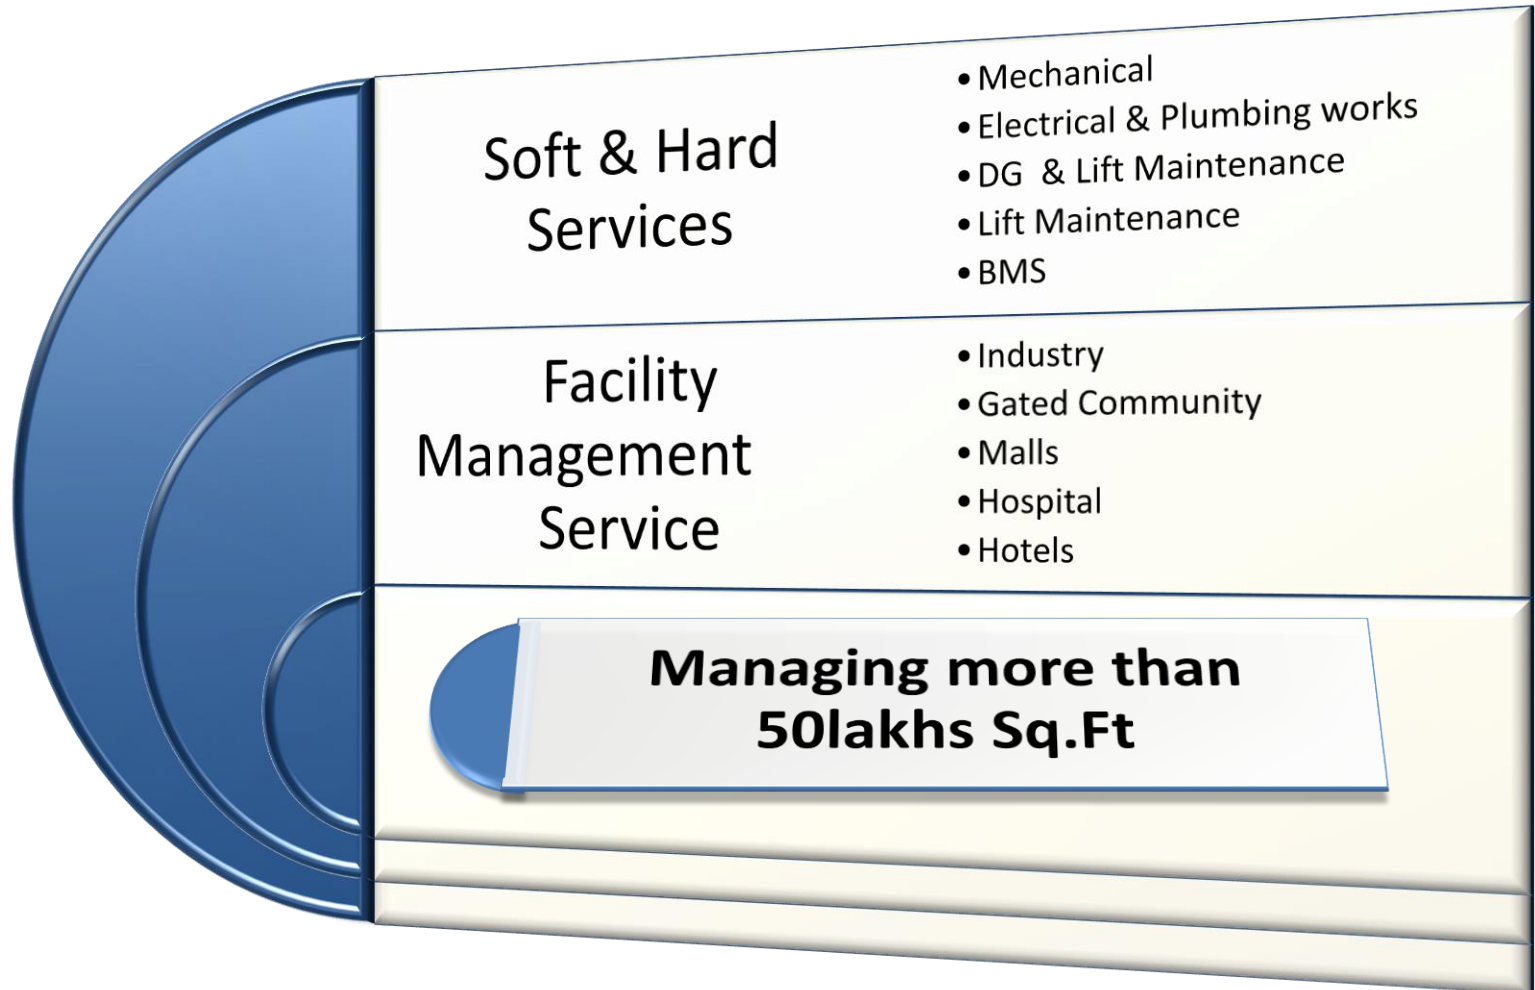 Soft & Hard
Services
• Mechanical
• Electrical & Plumbing works
• DG & Lift Maintenance
• Lift Maintenance
• BMS
Facility
Management
Service
• Industry
• Gated Community
• Malls
• Hospital
• Hotels
Managing more than
50lakhs Sq.Ft